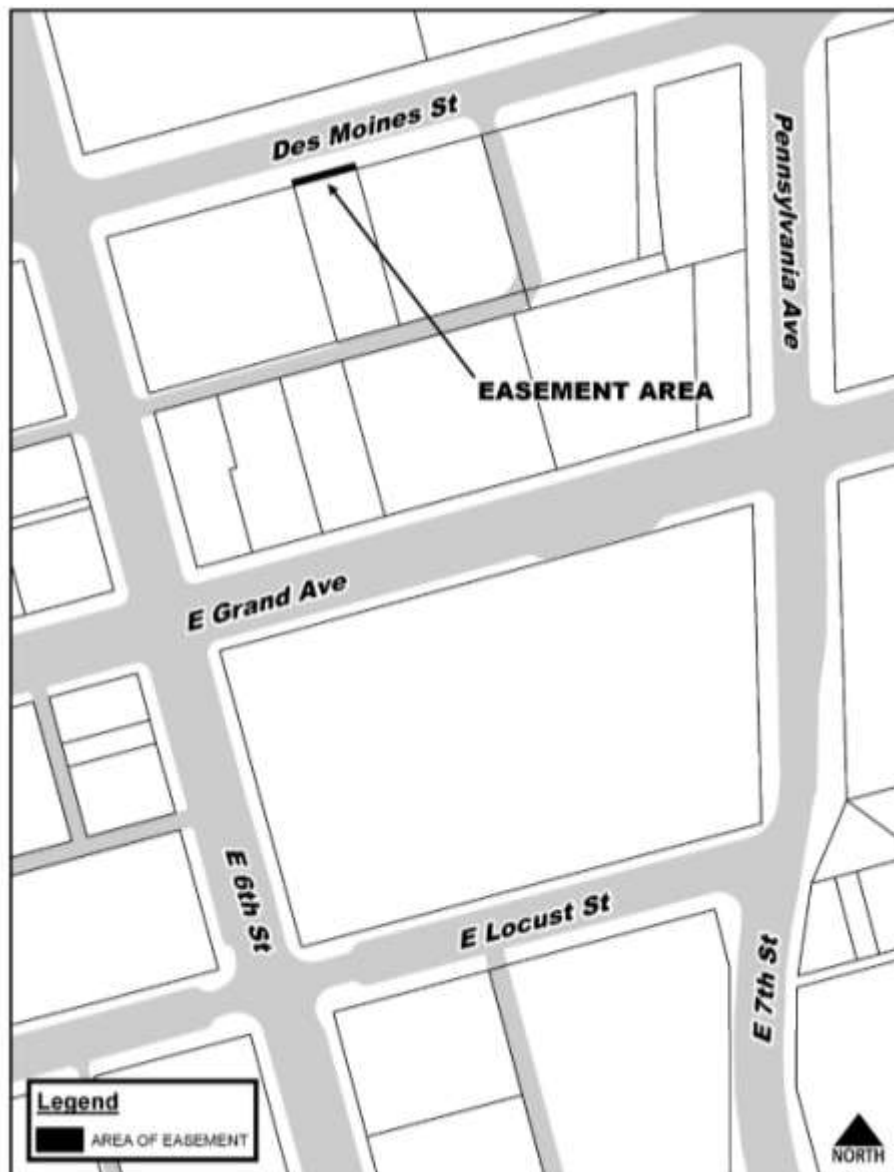 Des Moines St
Pennsylvania Ave
EASEMENT AREA
E Grand Ave
E 6th St
E Locust St
E 7th St
Legend
AREA OF EASEMENT
NORTH